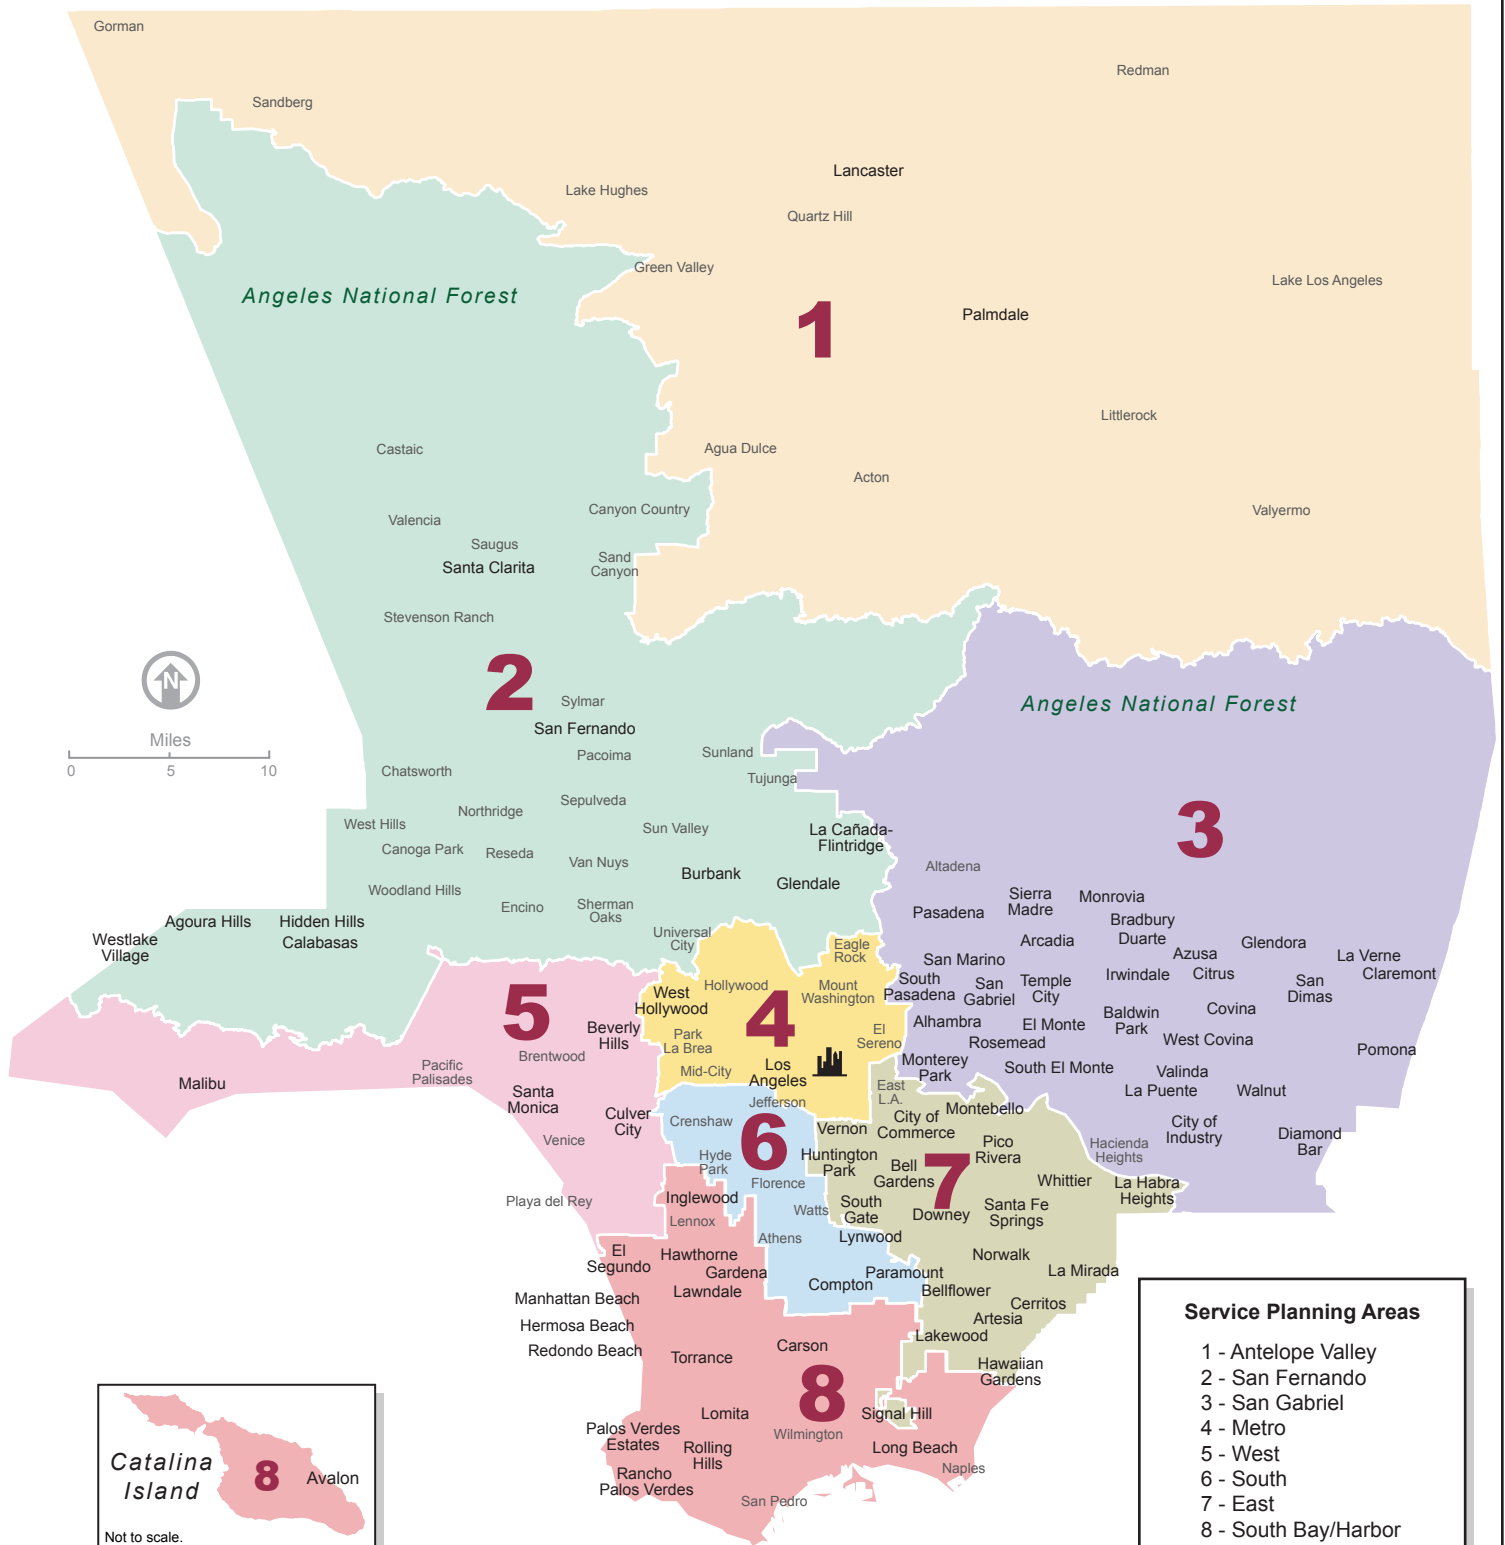 Gorman
Redman
Sandberg
Lancaster
Lake Hughes
Quartz Hill
Green Valley
Lake Los Angeles
Angeles National Forest
Palmdale
1
Littlerock
Castaic
Agua Dulce
Acton
Canyon Country
Valyermo
Valencia
Saugus
Sand
Canyon
Santa Clarita
Stevenson Ranch
N
2
Sylmar
Angeles National Forest
San Fernando
Miles
0
5
10
Pacoima
Sunland
Chatsworth
Tujunga
Sepulveda
Northridge
West Hills
Sun Valley
La Cañada-
Flintridge
3
Canoga Park
Reseda
Van Nuys
Altadena
Burbank
Glendale
Woodland Hills
Encino
Sherman
Oaks
Sierra
Madre
Monrovia
Pasadena
Bradbury
Duarte
Agoura Hills
Hidden Hills
Calabasas
Westlake
Village
Universal
City
Eagle
Rock
Arcadia
Glendora
Azusa
La Verne
San Marino
Claremont
Citrus
Irwindale
South
Pasadena
San
Gabriel
Temple
City
San
Dimas
Hollywood
Mount
Washington
West
Hollywood
5
4
Covina
Baldwin
Park
Alhambra
El Monte
Beverly
Hills
Park
La Brea
El
Sereno
Rosemead
West Covina
Pomona
Brentwood
Pacific
Palisades
Mid-City
Los
Angeles
Monterey
Park
South El Monte
Valinda
Malibu
La Puente
Walnut
East
L.A.
Santa
Monica
Jefferson
Montebello
Culver
City
Crenshaw
City of
Commerce
Vernon
City of
Industry
Venice
6
Diamond
Bar
Pico
Rivera
Hacienda
Heights
Hyde
Park
Huntington
Park
Bell
Gardens
7
Florence
Whittier
La Habra
Heights
Inglewood
Playa del Rey
Watts
South
Gate
Downey
Santa Fe
Springs
Lennox
Athens
Lynwood
El
Segundo
Hawthorne
Norwalk
Gardena
Paramount
La Mirada
Compton
Lawndale
Bellflower
Manhattan Beach
Cerritos
Artesia
Hermosa Beach
Lakewood
Redondo Beach
Carson
Torrance
Hawaiian
Gardens
8
Lomita
Signal Hill
Palos Verdes
Estates
Wilmington
Rolling
Hills
Long Beach
Rancho
Palos Verdes
Naples
San Pedro
Catalina
Island
8
Avalon
Not to scale.
Service Planning Areas
1 - Antelope Valley
2 - San Fernando
3 - San Gabriel
4 - Metro
5 - West
6 - South
7 - East
8 - South Bay/Harbor